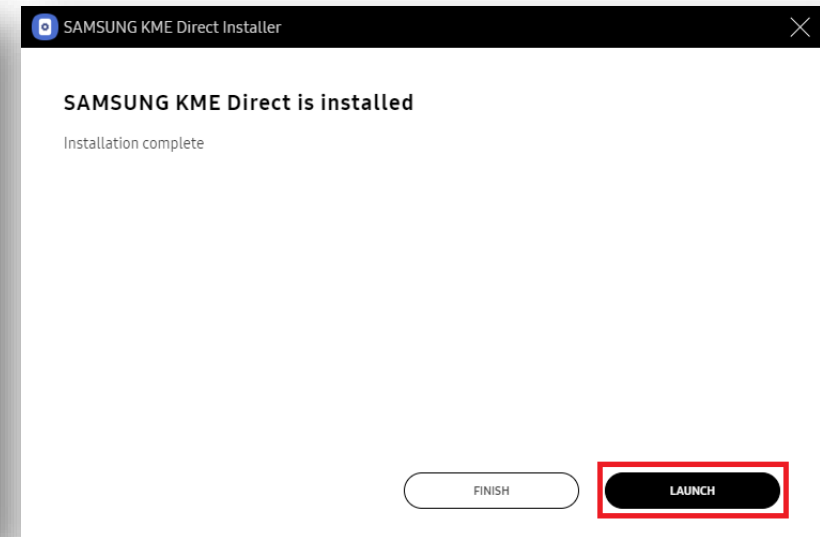 SAMSUNG KME Direct Installer
SAMSUNG KME Direct is installed
Installation complete
FINISH
LAUNCH